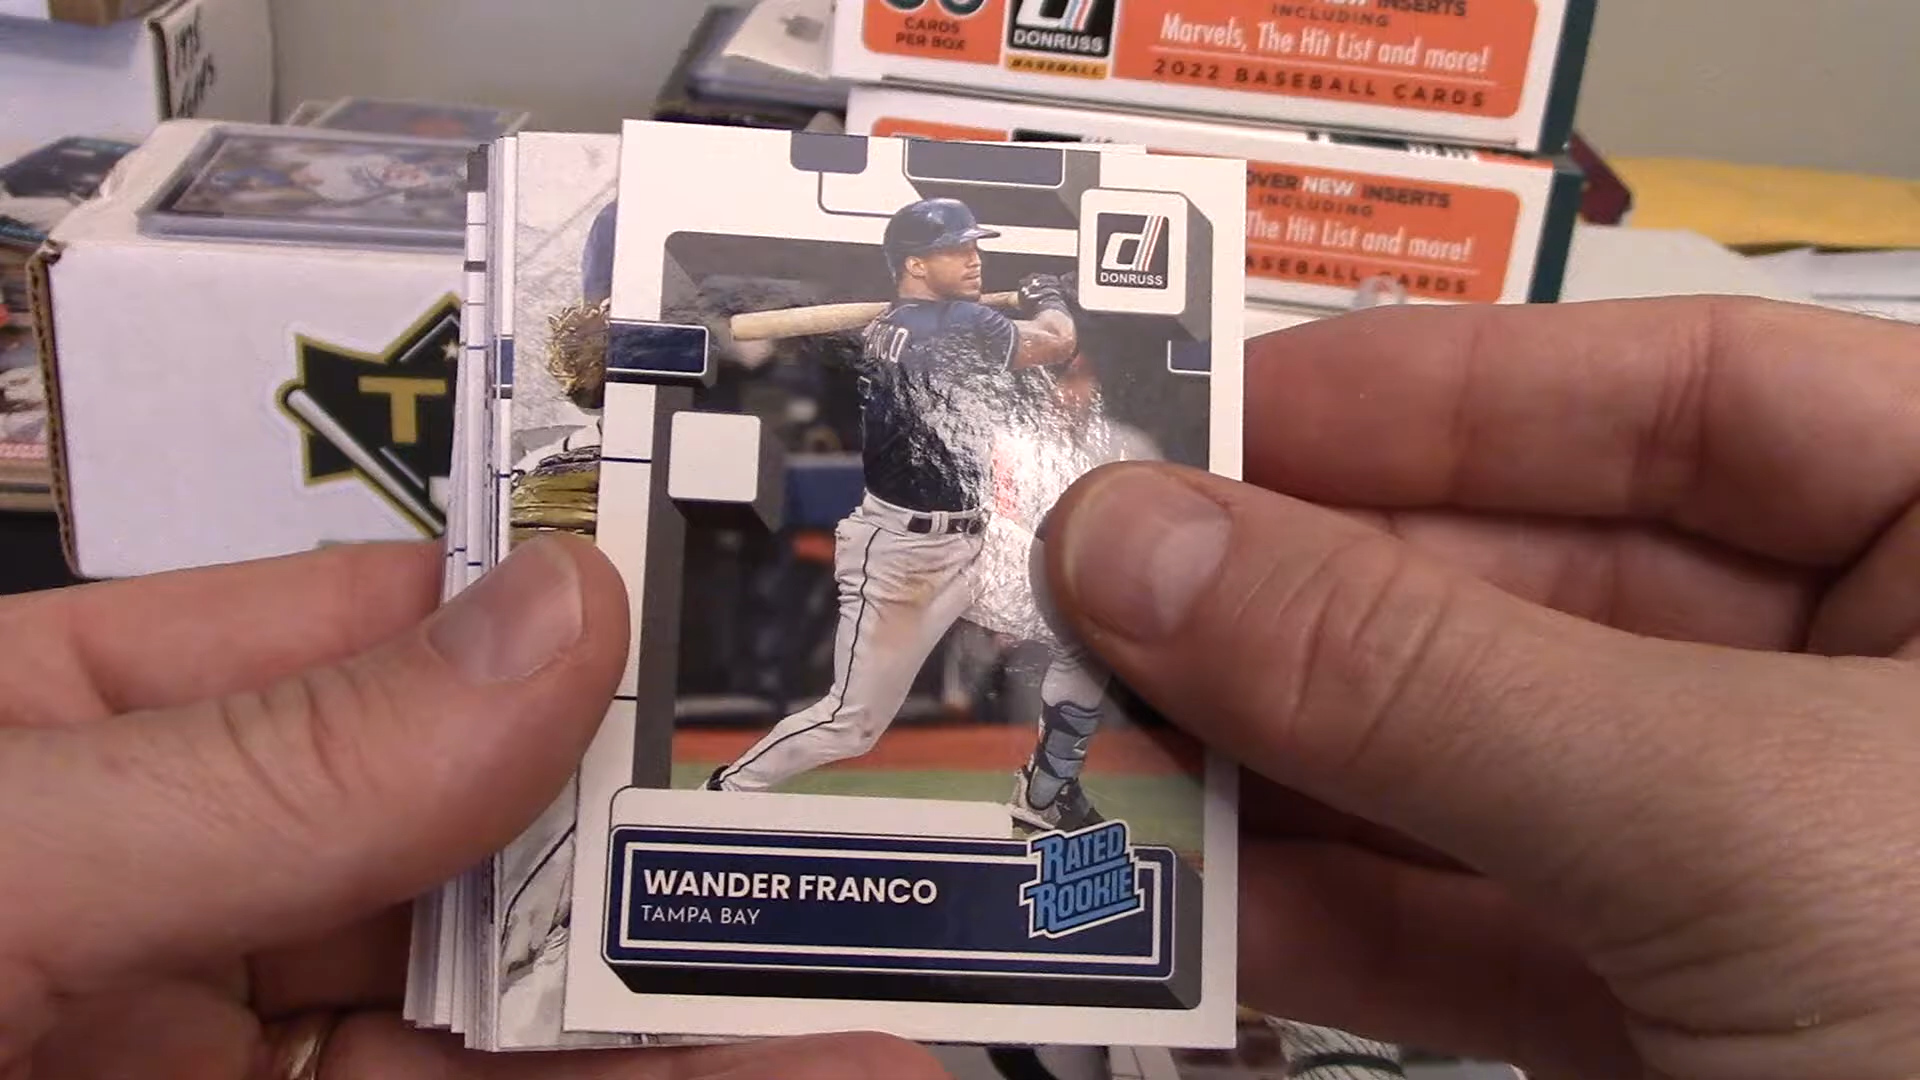 CARDS
PER BOX
DONRUSS
BASEBALL
INSERTS
INCLUDING
Marvels, The Hit List and more!
2022 BASEBALL CARDS
OVER NEW INSERTS
INCLUDING
The Hit List and more!
BASEBALL CARDS
T
DONRUSS
WANDER FRANCO
TAMPA BAY
RATED
ROOKIE